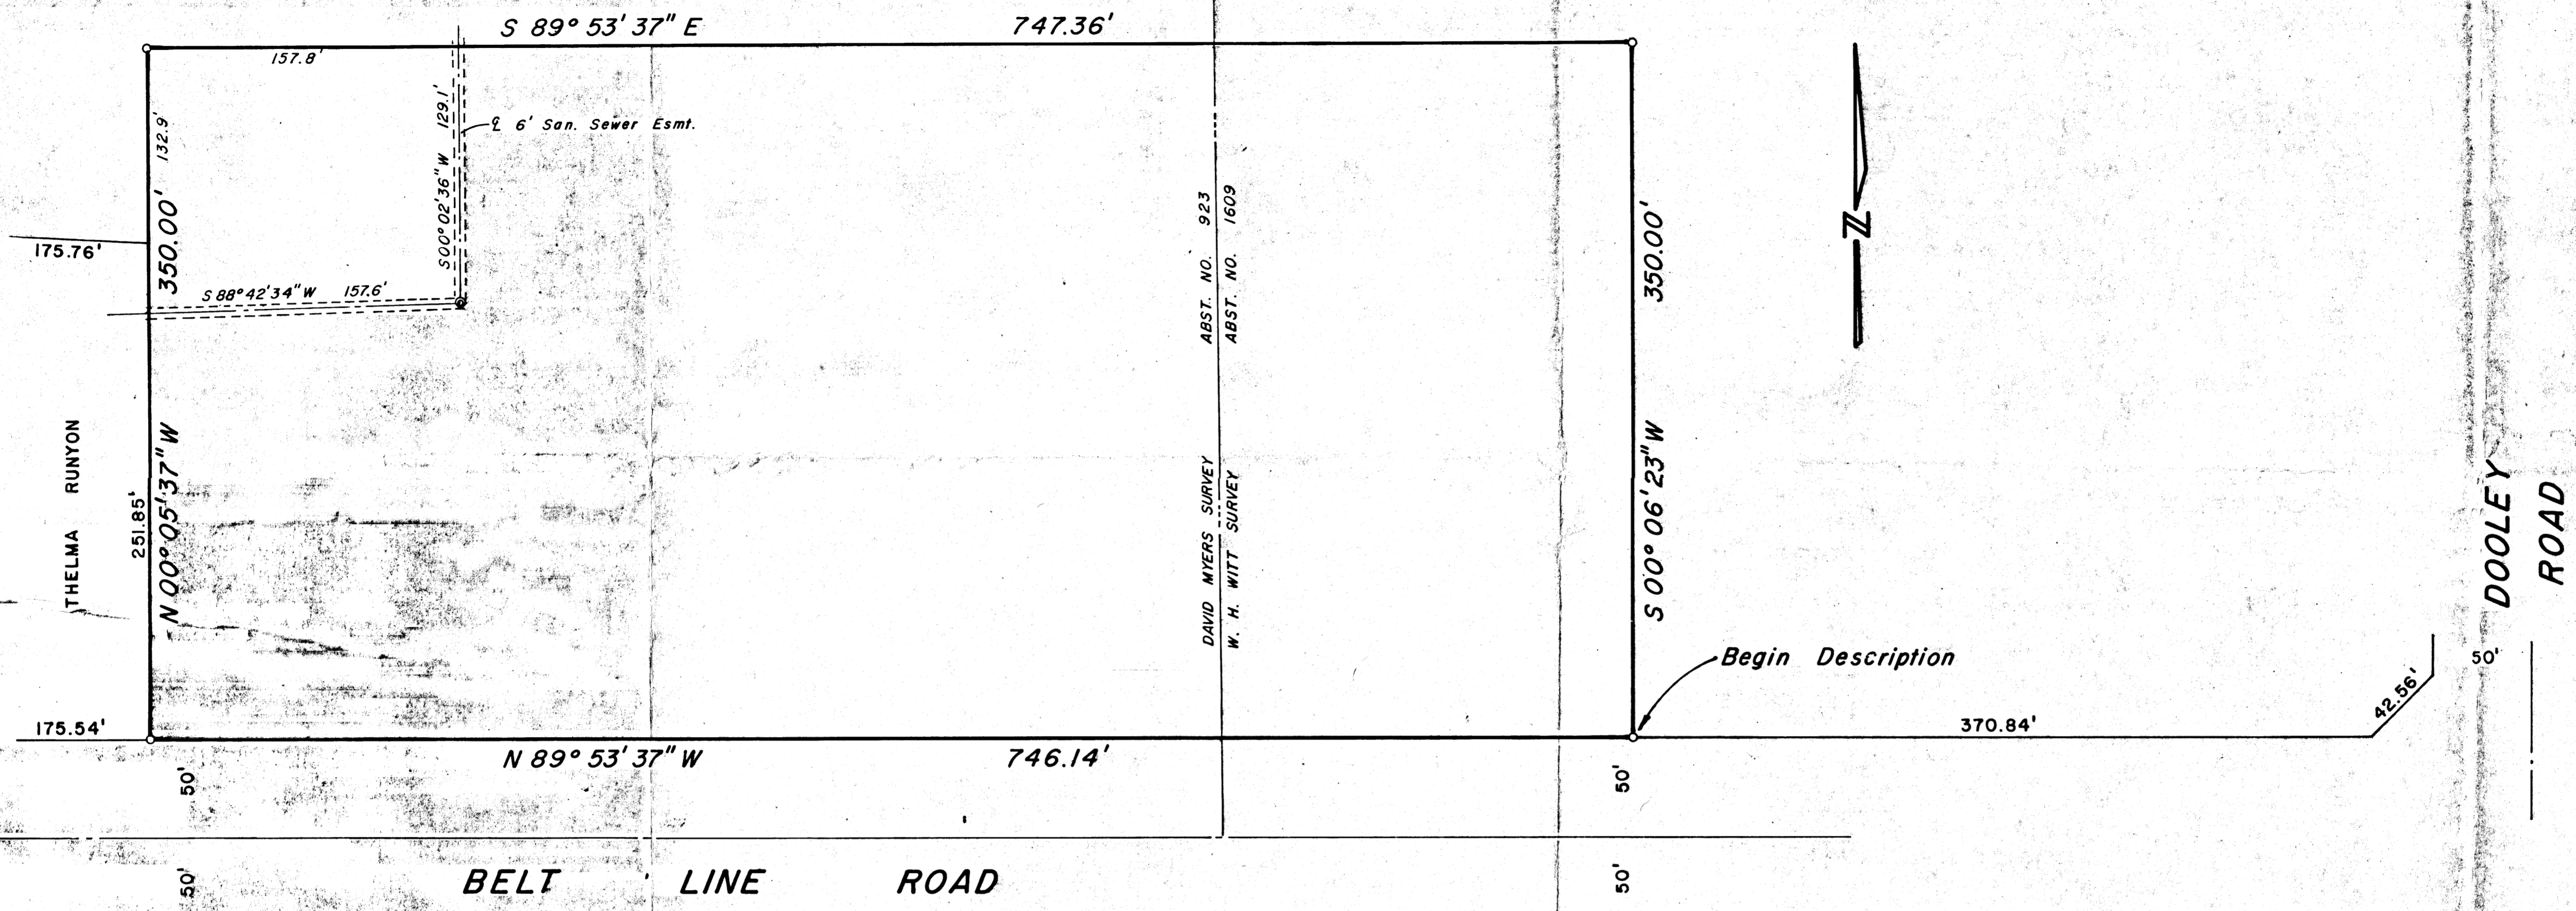 S 89° 53' 37" E 747.36'
157.8'
132.9'
350.00'
N 00° 05' 37" W
251.85'
175.76'
THELMA RUNYON
175.54'
S 00° 02' 36" W 129.1'
℄ 6' San. Sewer Esmt.
S 88° 42' 34" W 157.6'
DAVID MYERS SURVEY ABST. NO. 923
W. H. WITT SURVEY ABST. NO. 1609
350.00'
S 00° 06' 23" W
N
Begin Description
370.84'
42.56'
50'
DOOLEY
ROAD
N 89° 53' 37" W 746.14'
50'
50'
50'
50'
BELT LINE ROAD